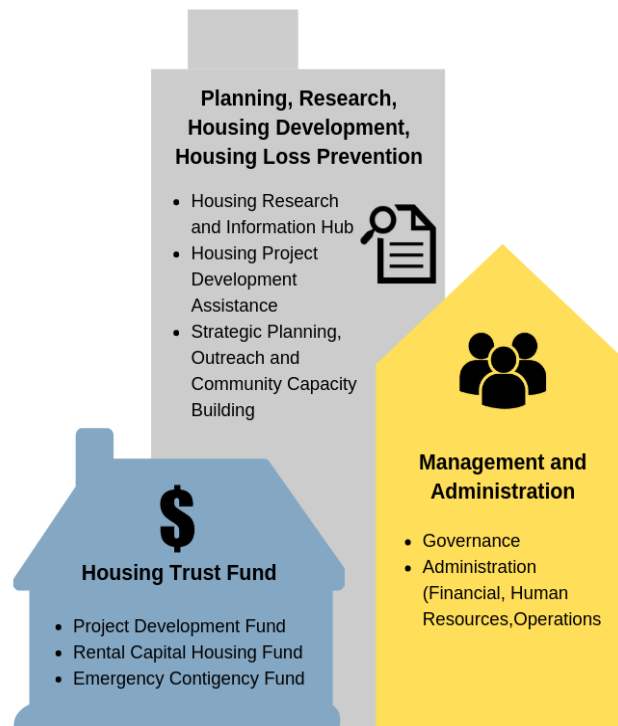 Planning, Research,
Housing Development,
Housing Loss Prevention
• Housing Research
and Information Hub
• Housing Project
Development
Assistance
• Strategic Planning,
Outreach and
Community Capacity
Building
$
Housing Trust Fund
• Project Development Fund
• Rental Capital Housing Fund
• Emergency Contigency Fund
Management and
Administration
• Governance
• Administration
(Financial, Human
Resources,Operations